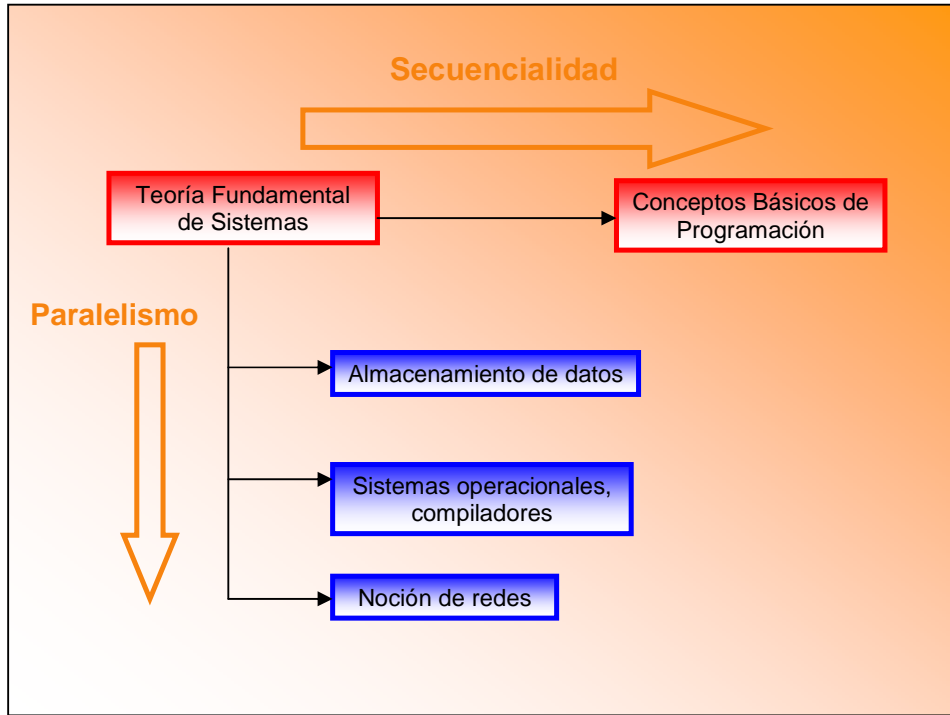 Secuencialidad
Teoría Fundamental
de Sistemas
Conceptos Básicos de
Programación
Paralelismo
Almacenamiento de datos
Sistemas operacionales,
compiladores
Noción de redes